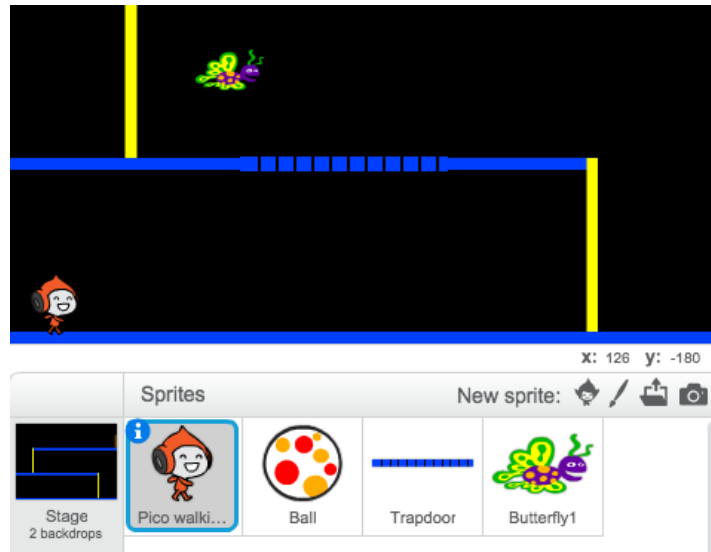 x: 126 y: -180
Sprites New sprite:
Pico walki... Ball Trapdoor Butterfly1
Stage
2 backdrops